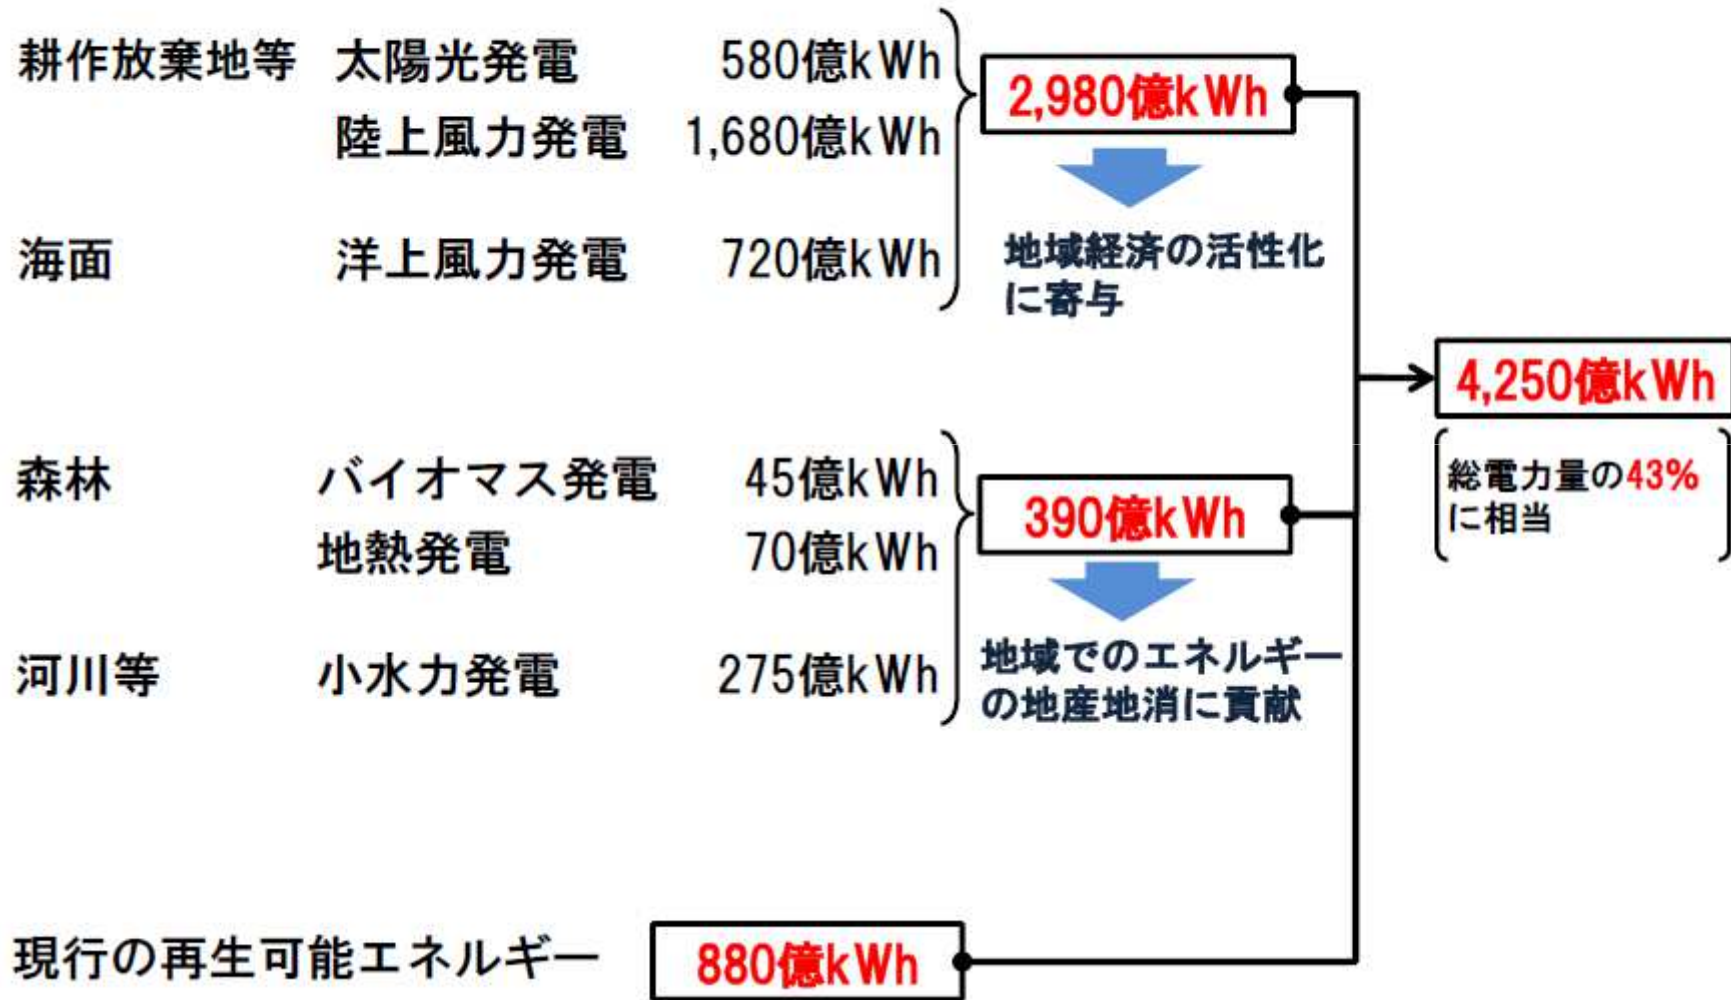 耕作放棄地等 太陽光発電 580億kWh
陸上風力発電 1,680億kWh
2,980億kWh
海面 洋上風力発電 720億kWh
地域経済の活性化
に寄与
4,250億kWh
総電力量の43%
に相当
森林 バイオマス発電 45億kWh
地熱発電 70億kWh
390億kWh
河川等 小水力発電 275億kWh
地域でのエネルギー
の地産地消に貢献
現行の再生可能エネルギー 880億kWh